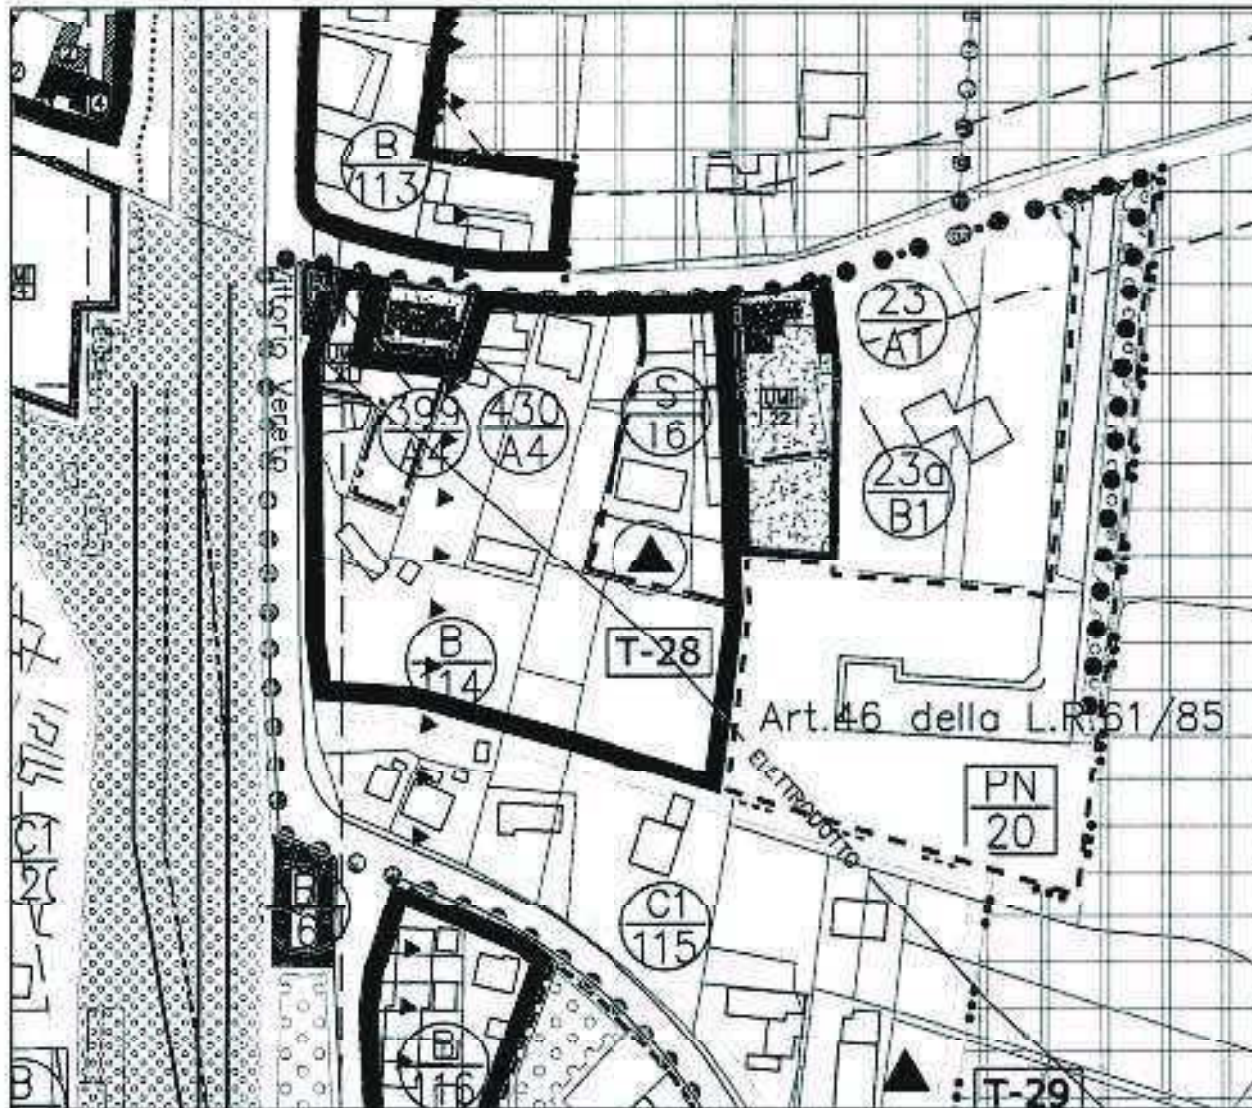 B
113
Vittorio Veneto
23
A1
399
A4
430
A4
S
16
UMI
22
23a
B1
B
114
T-28
Art.46 della L.R.61/85
ELETTRODOTTO
PN
20
C1
115
C1
B
6
B
116
B
T-29